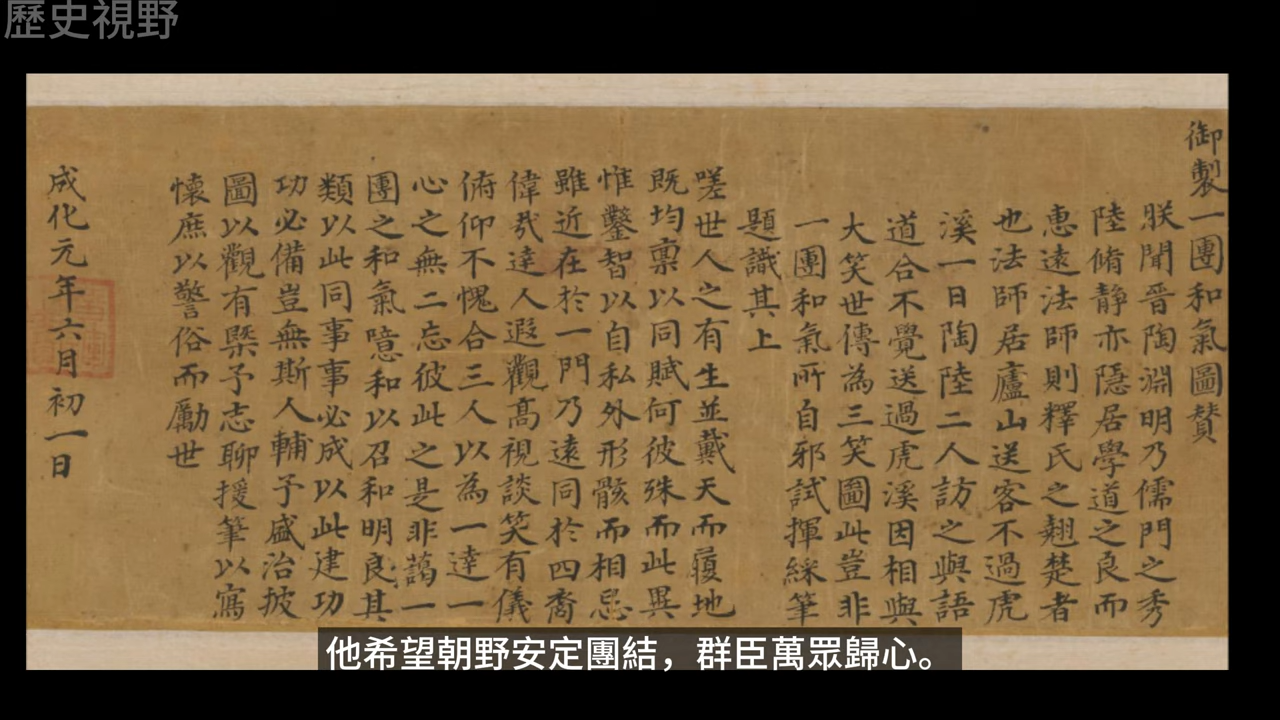 歷史視野
御製一團和氣圖贊
朕聞晉陶淵明乃儒門之秀
陸脩靜亦隱居學道之良而
惠遠法師則釋氏之翹楚者
也法師居廬山送客不過虎
溪一日陶陸二人訪之與語
道合不覺送過虎溪因相與
大笑世傳為三笑圖此豈非
一團和氣所自邪試揮綵筆
題識其上
嗟世人之有生並戴天而履地
既均稟以同賦何彼殊而此異
惟鑿智以自私外形骸而相忌
雖近在於一門乃遠同於四裔
偉哉達人遐觀高視談笑有儀
俯仰不愧合三人以為一達一
心之無二忘彼此之是非藹一
團之和氣噫和以召和明良其
類以此同事事必成以此建功
功必備豈無斯人輔予盛治披
圖以觀有槩予志聊援筆以寫
懷庶以警俗而勵世
成化元年六月初一日
他希望朝野安定團結，群臣萬眾歸心。